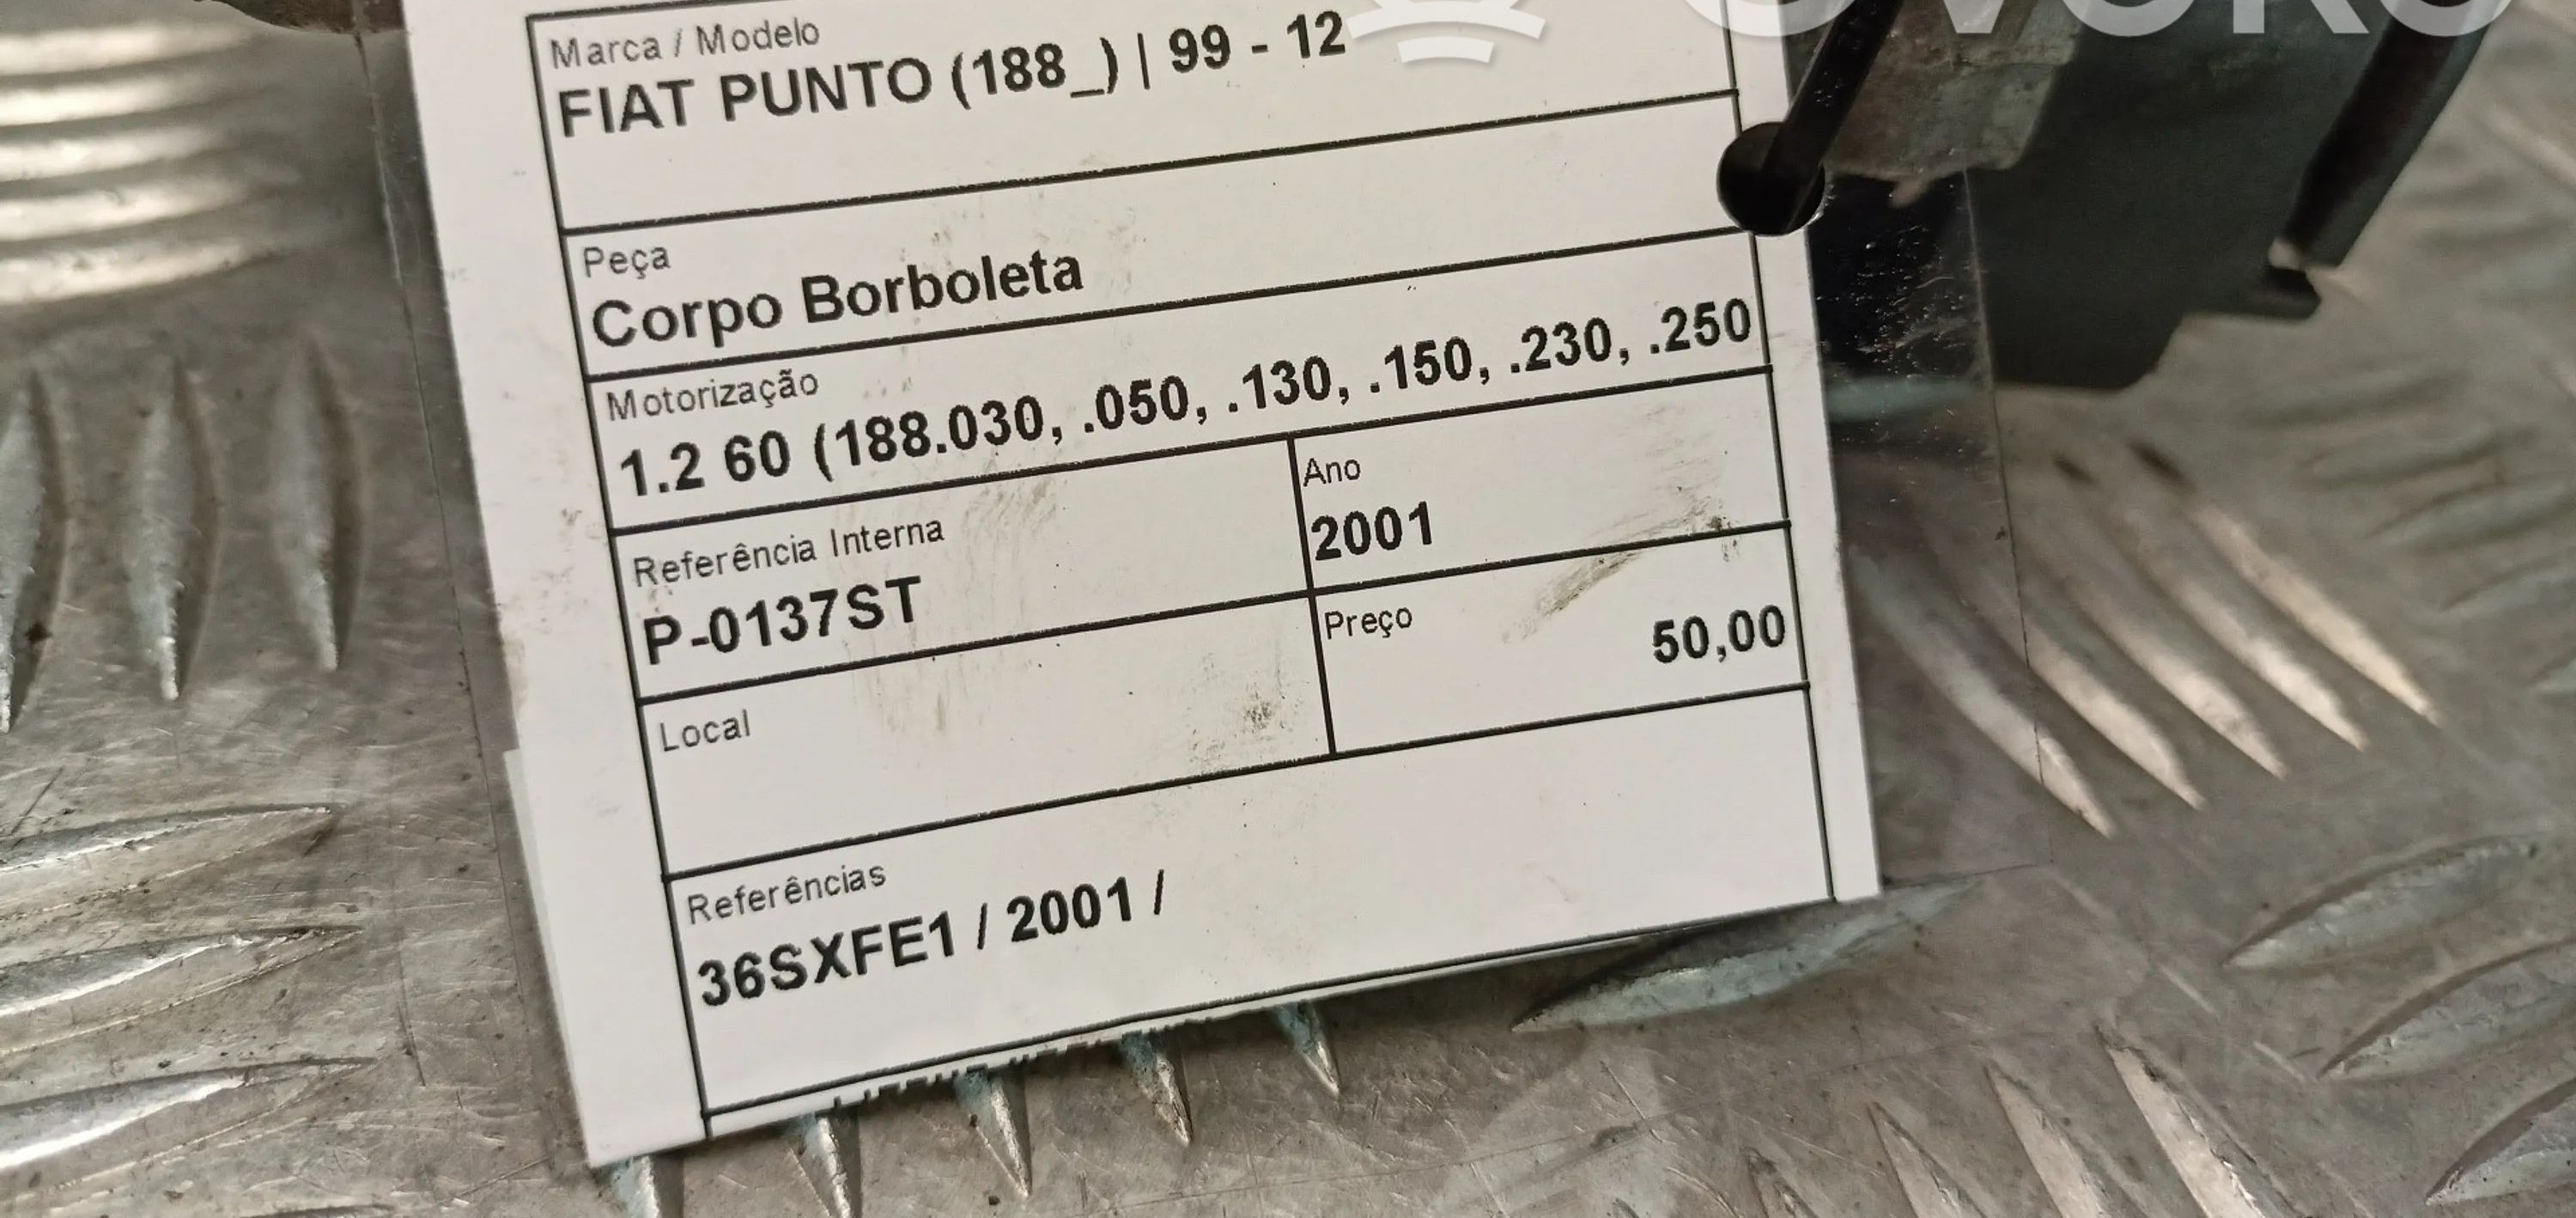 Marca / Modelo
FIAT PUNTO (188_) | 99 - 12
Peça
Corpo Borboleta
Motorização
1.2 60 (188.030, .050, .130, .150, .230, .250
Referência Interna
P-0137ST
Ano
2001
Local
Preço
50,00
Referências
36SXFE1 / 2001 /